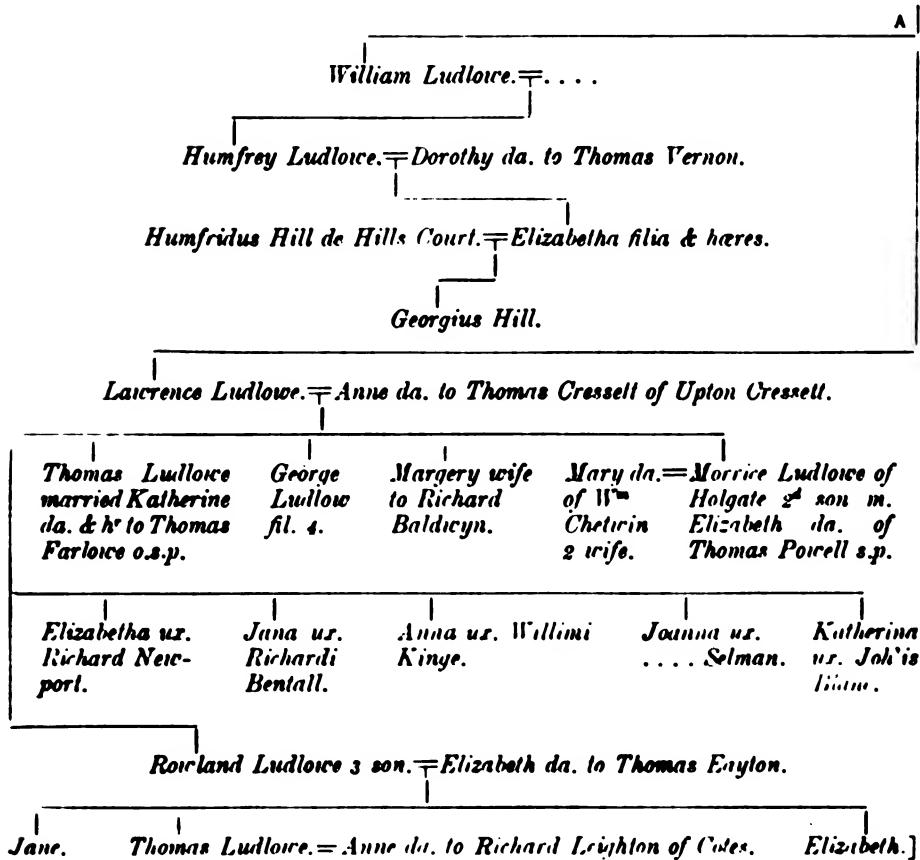 A
William Ludlowe. = . . . .
Humfrey Ludlowe. = Dorothy da. to Thomas Vernon.
Humfridus Hill de Hills Court. = Elizabetha filia & hæres.
Georgius Hill.
Lawrence Ludlowe. = Anne da. to Thomas Cressett of Upton Cressett.
Thomas Ludlowe
married Katherine
da. & hr to Thomas
Farlowe o.s.p.
George
Ludlow
fil. 4.
Margery wife
to Richard
Baldwyn.
Mary da. =
of Wm
Chetwin
2 wife.
Morrice Ludlowe of
Holgate 2d son m.
Elizabeth da. of
Thomas Powell s.p.
Elizabetha ux.
Richard New-
port.
Jana ux.
Richardi
Bentall.
Anna ux. Willimi
Kinge.
Joanna ux.
. . . . Selman.
Katherina
ux. Joh'is
Rowland Ludlowe 3 son. = Elizabeth da. to Thomas Eayton.
Jane. Thomas Ludlowe. = Anne da. to Richard Leighton of Cotes. Elizabeth.]